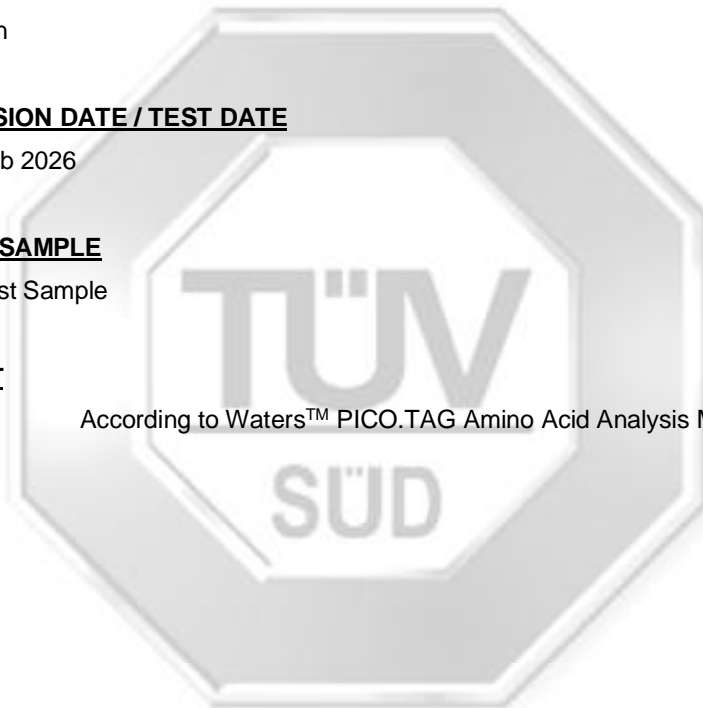 n
SION DATE / TEST DATE
b 2026
SAMPLE
st Sample
T
According to Waters™ PICO.TAG Amino Acid Analysis M
TÜV
SÜD